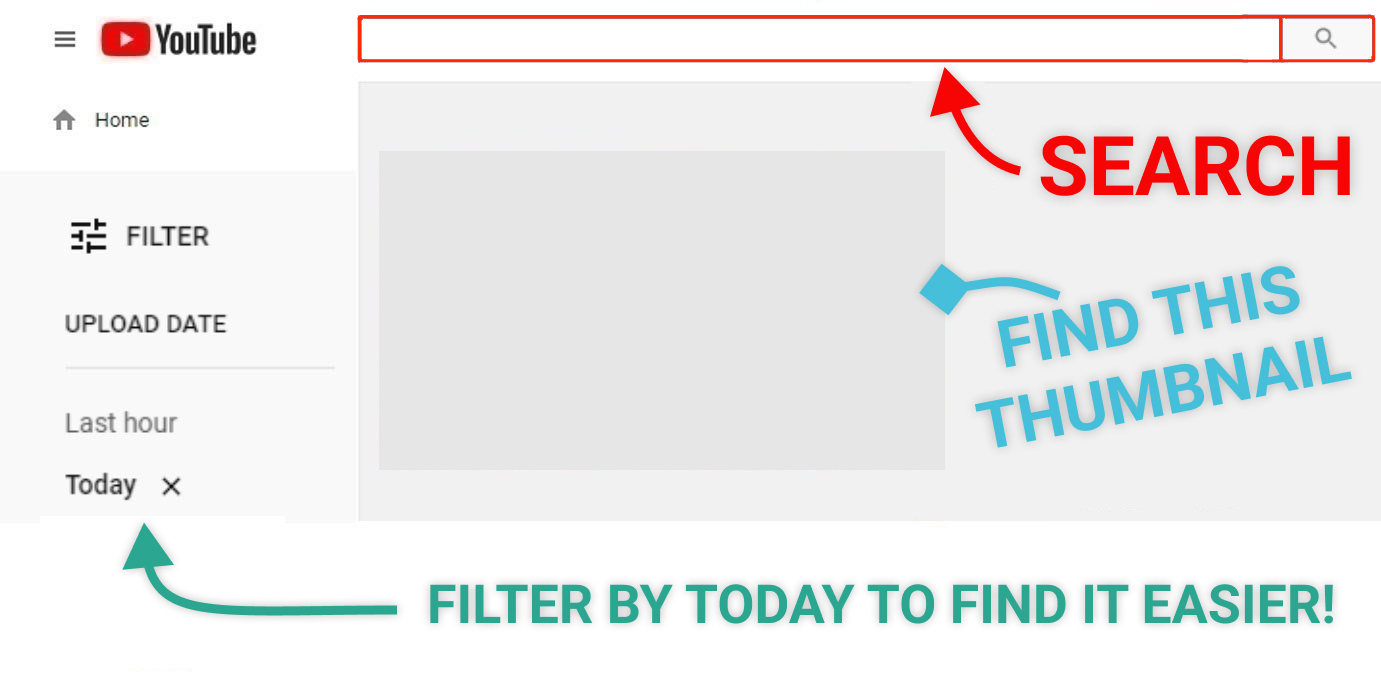 YouTube
Home
SEARCH
FILTER
FIND THIS
THUMBNAIL
UPLOAD DATE
Last hour
Today ×
FILTER BY TODAY TO FIND IT EASIER!